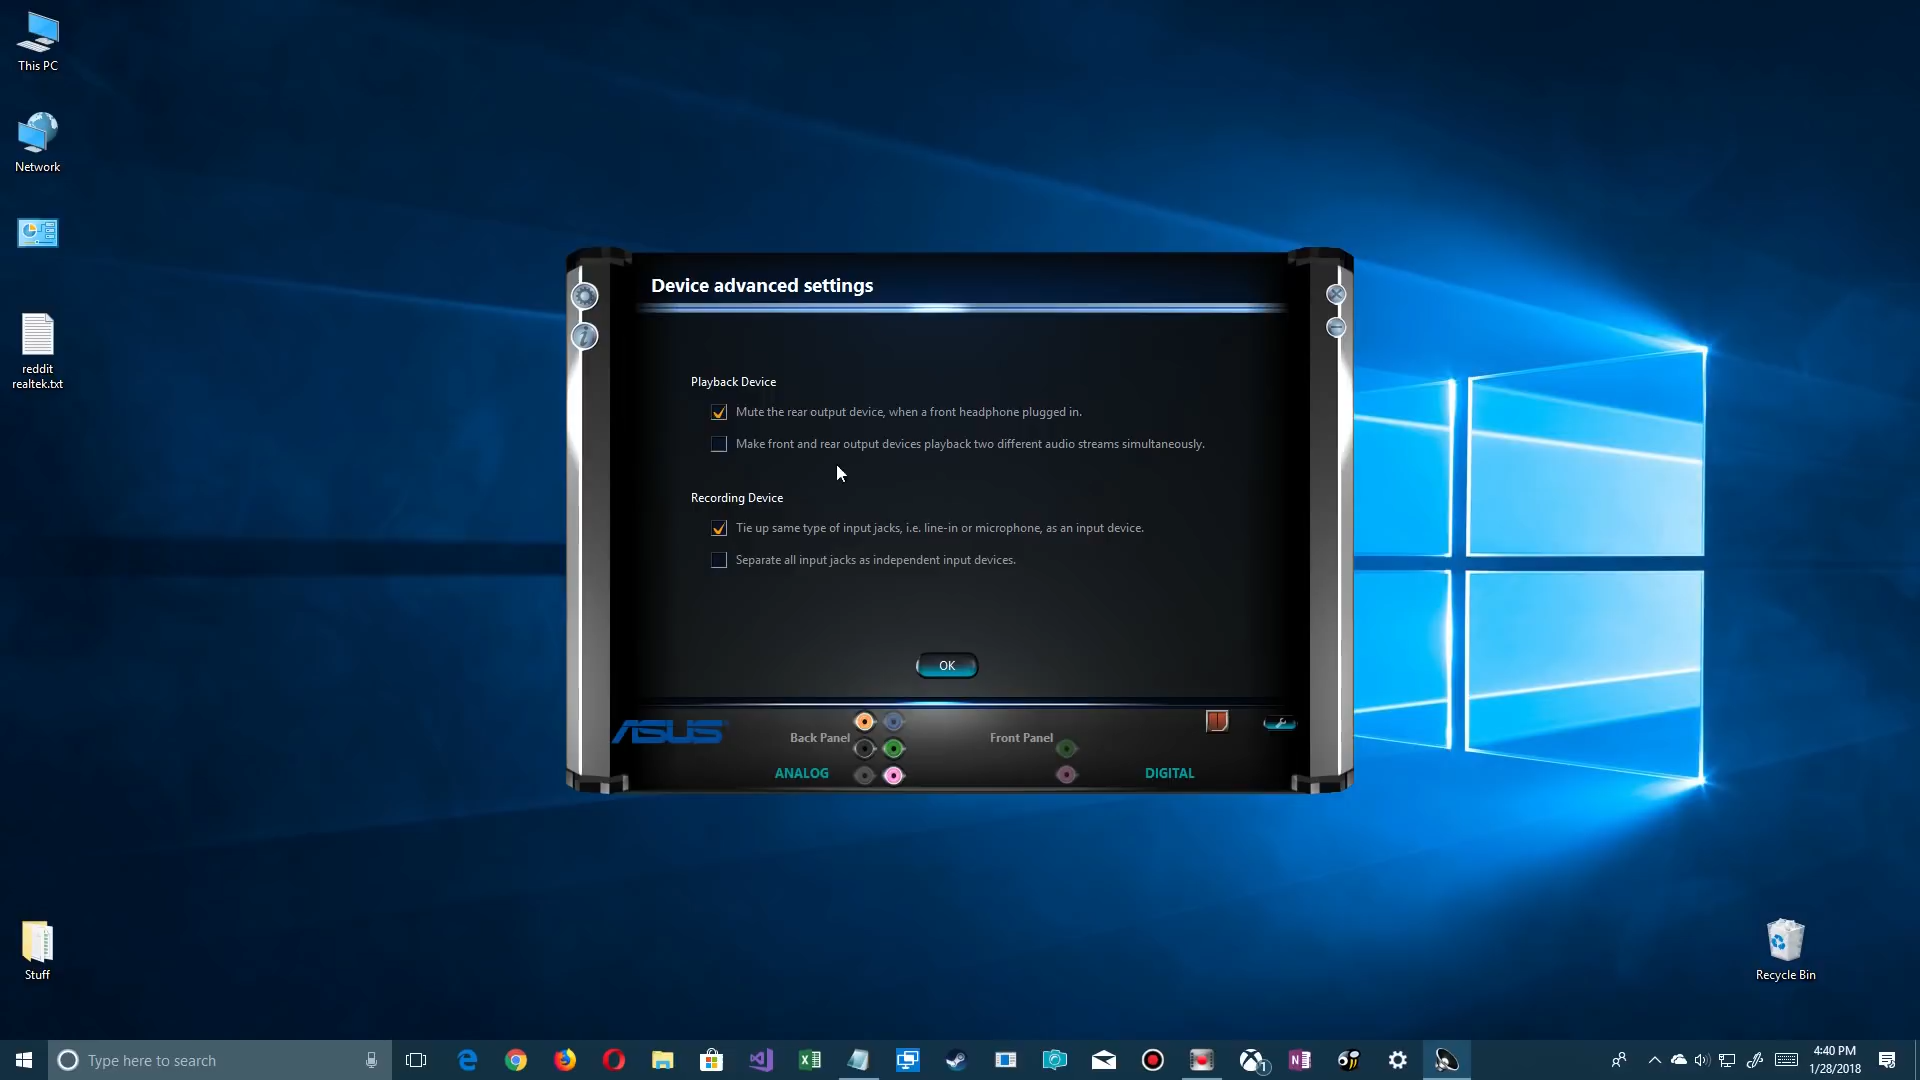 This PC
Network
reddit
realtek.txt
Stuff
Device advanced settings
Playback Device
Mute the rear output device, when a front headphone plugged in.
Make front and rear output devices playback two different audio streams simultaneously.
Recording Device
Tie up same type of input jacks, i.e. line-in or microphone, as an input device.
Separate all input jacks as independent input devices.
OK
ASUS
Back Panel
Front Panel
ANALOG
DIGITAL
Recycle Bin
Type here to search
4:40 PM
1/28/2018